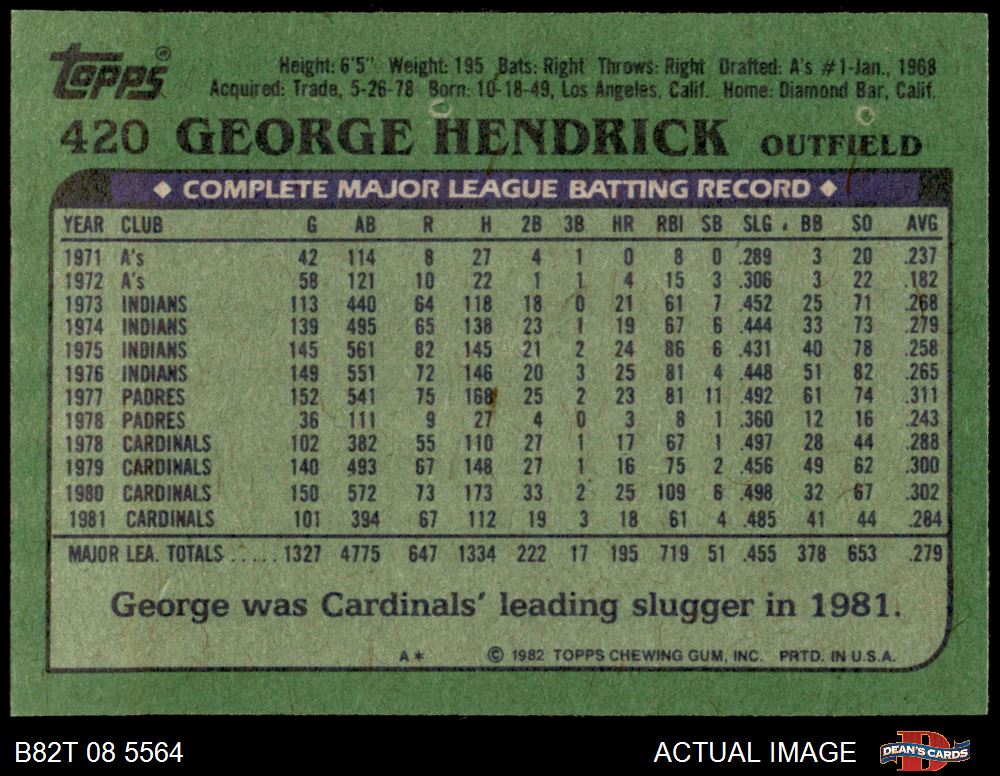 Topps®
Height: 6'5" Weight: 195 Bats: Right Throws: Right Drafted: A's #1-Jan., 1968
Acquired: Trade, 5-26-78 Born: 10-18-49, Los Angeles, Calif. Home: Diamond Bar, Calif.
420 GEORGE HENDRICK OUTFIELD
◆ COMPLETE MAJOR LEAGUE BATTING RECORD ◆
YEAR CLUB G AB R H 2B 3B HR RBI SB SLG . BB SO AVG
1971 A's 42 114 8 27 4 1 0 8 0 .289 3 20 .237
1972 A's 58 121 10 22 1 1 4 15 3 .306 3 22 .182
1973 INDIANS 113 440 64 118 18 0 21 61 7 .452 25 71 .268
1974 INDIANS 139 495 65 138 23 1 19 67 6 .444 33 73 .279
1975 INDIANS 145 561 82 145 21 2 24 86 6 .431 40 78 .258
1976 INDIANS 149 551 72 146 20 3 25 81 4 .448 51 82 .265
1977 PADRES 152 541 75 168 25 2 23 81 11 .492 61 74 .311
1978 PADRES 36 111 9 27 4 0 3 8 1 .360 12 16 .243
1978 CARDINALS 102 382 55 110 27 1 17 67 1 .497 28 44 .288
1979 CARDINALS 140 493 67 148 27 1 16 75 2 .456 49 62 .300
1980 CARDINALS 150 572 73 173 33 2 25 109 6 .498 32 67 .302
1981 CARDINALS 101 394 67 112 19 3 18 61 4 .485 41 44 .284
MAJOR LEA. TOTALS ..... 1327 4775 647 1334 222 17 195 719 51 .455 378 653 .279
George was Cardinals' leading slugger in 1981.
A* © 1982 TOPPS CHEWING GUM, INC. PRTD. IN U.S.A.
B82T 08 5564 ACTUAL IMAGE DEAN'S CARDS